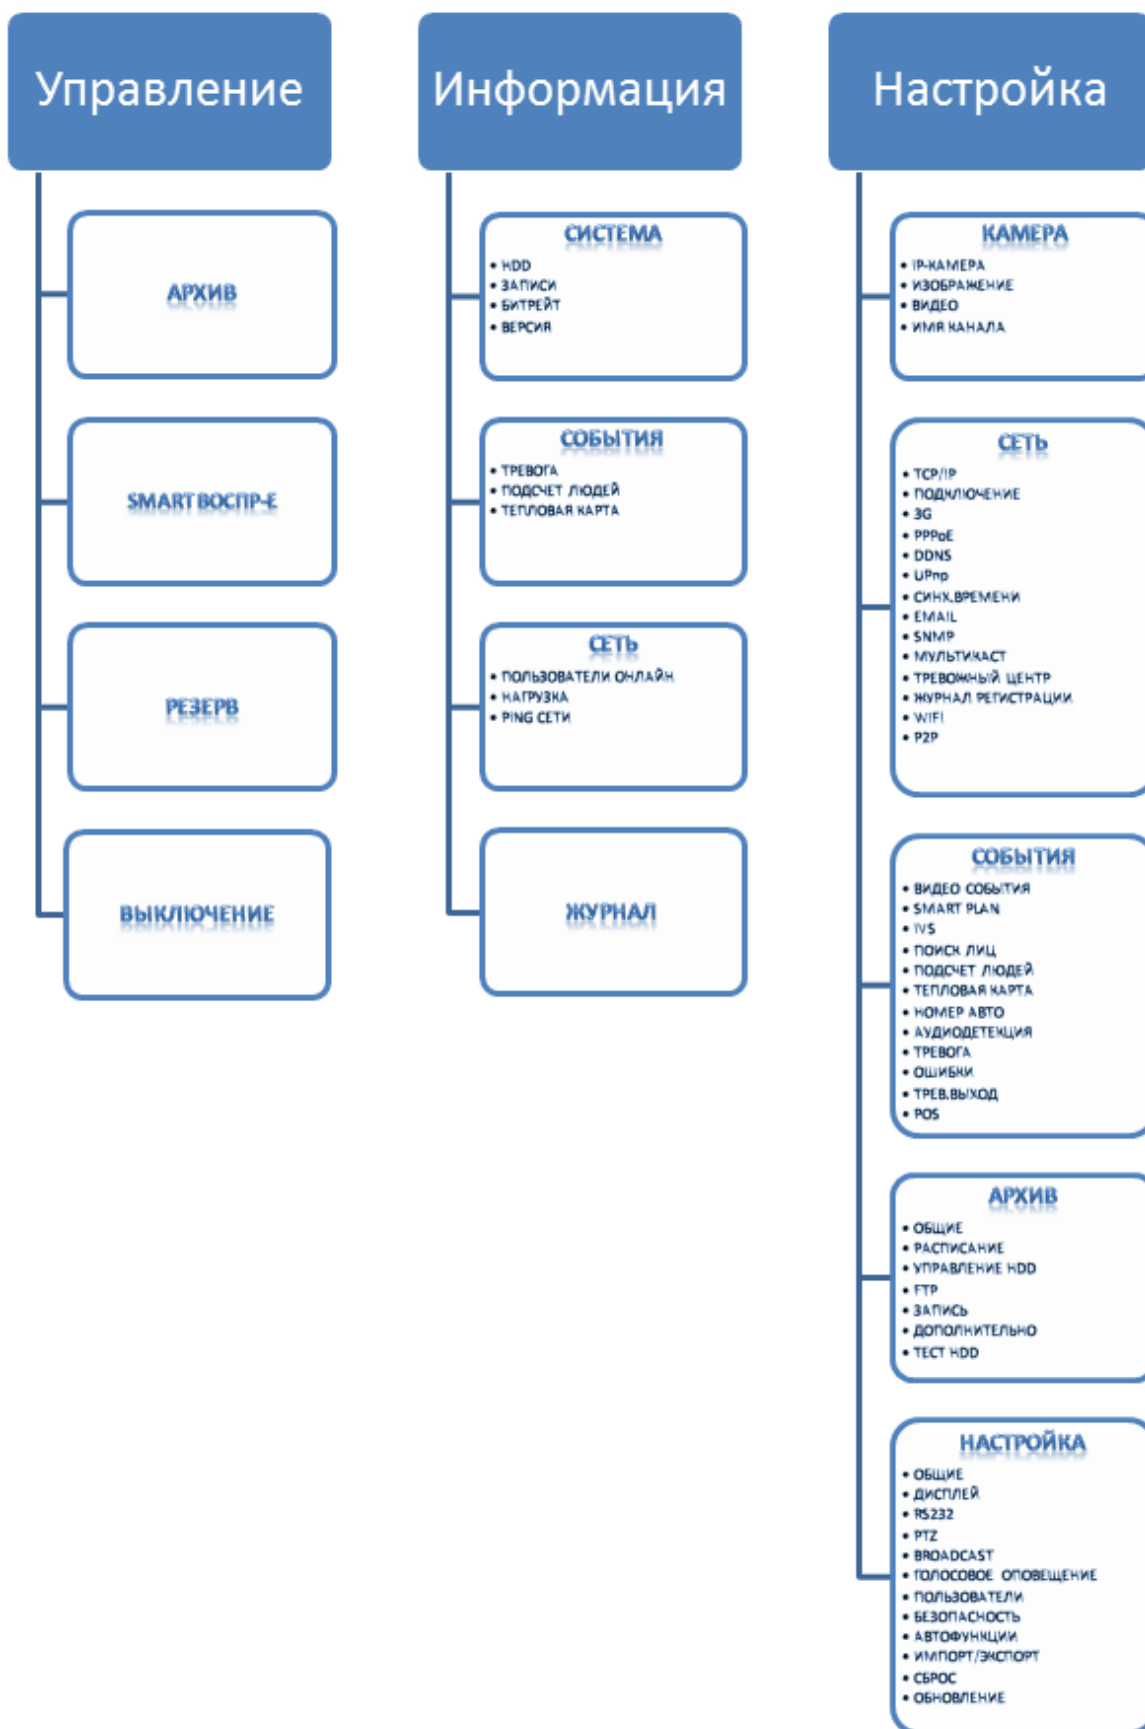 Управление
АРХИВ
SMART ВОСПР-Е
РЕЗЕРВ
ВЫКЛЮЧЕНИЕ
Информация
СИСТЕМА
• HDD
• ЗАПИСИ
• БИТРЕЙТ
• ВЕРСИЯ
СОБЫТИЯ
• ТРЕВОГА
• ПОДСЧЕТ ЛЮДЕЙ
• ТЕПЛОВАЯ КАРТА
СЕТЬ
• ПОЛЬЗОВАТЕЛИ ОНЛАЙН
• НАГРУЗКА
• PING СЕТИ
ЖУРНАЛ
Настройка
КАМЕРА
• IP-КАМЕРА
• ИЗОБРАЖЕНИЕ
• ВИДЕО
• ИМЯ КАНАЛА
СЕТЬ
• TCP/IP
• ПОДКЛЮЧЕНИЕ
• 3G
• PPPoE
• DDNS
• UPnp
• СИНХ.ВРЕМЕНИ
• EMAIL
• SNMP
• МУЛЬТИКАСТ
• ТРЕВОЖНЫЙ ЦЕНТР
• ЖУРНАЛ РЕГИСТРАЦИИ
• WIFI
• P2P
СОБЫТИЯ
• ВИДЕО СОБЫТИЯ
• SMART PLAN
• IVS
• ПОИСК ЛИЦ
• ПОДСЧЕТ ЛЮДЕЙ
• ТЕПЛОВАЯ КАРТА
• НОМЕР АВТО
• АУДИОДЕТЕКЦИЯ
• ТРЕВОГА
• ОШИБКИ
• ТРЕВ.ВЫХОД
• POS
АРХИВ
• ОБЩИЕ
• РАСПИСАНИЕ
• УПРАВЛЕНИЕ HDD
• FTP
• ЗАПИСЬ
• ДОПОЛНИТЕЛЬНО
• ТЕСТ HDD
НАСТРОЙКА
• ОБЩИЕ
• ДИСПЛЕЙ
• RS232
• PTZ
• BROADCAST
• ГОЛОСОВОЕ ОПОВЕЩЕНИЕ
• ПОЛЬЗОВАТЕЛИ
• БЕЗОПАСНОСТЬ
• АВТОФУНКЦИИ
• ИМПОРТ/ЭКСПОРТ
• СБРОС
• ОБНОВЛЕНИЕ